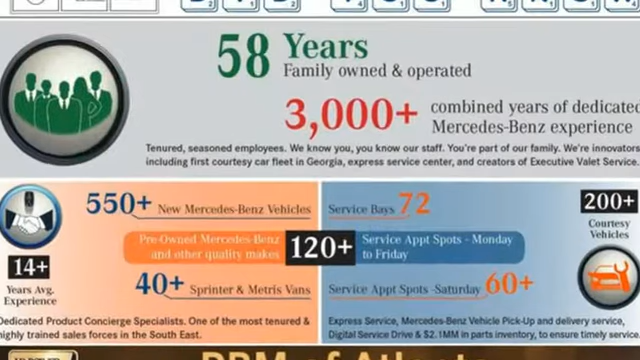 58 Years
Family owned & operated
3,000+ combined years of dedicated
Mercedes-Benz experience
Tenured, seasoned employees. We know you, you know our staff. You're part of our family. We're innovators
including first courtesy car fleet in Georgia, express service center, and creators of Executive Valet Service.
550+ New Mercedes-Benz Vehicles
Service Bays 72
200+
Courtesy
Vehicles
Pre-Owned Mercedes-Benz
and other quality makes
120+
Service Appt Spots - Monday
to Friday
14+
Years Avg.
Experience
40+ Sprinter & Metris Vans
Service Appt Spots -Saturday 60+
Dedicated Product Concierge Specialists. One of the most tenured &
highly trained sales forces in the South East.
Express Service, Mercedes-Benz Vehicle Pick-Up and delivery service,
Digital Service Drive & $2.1MM in parts inventory, to ensure timely service.